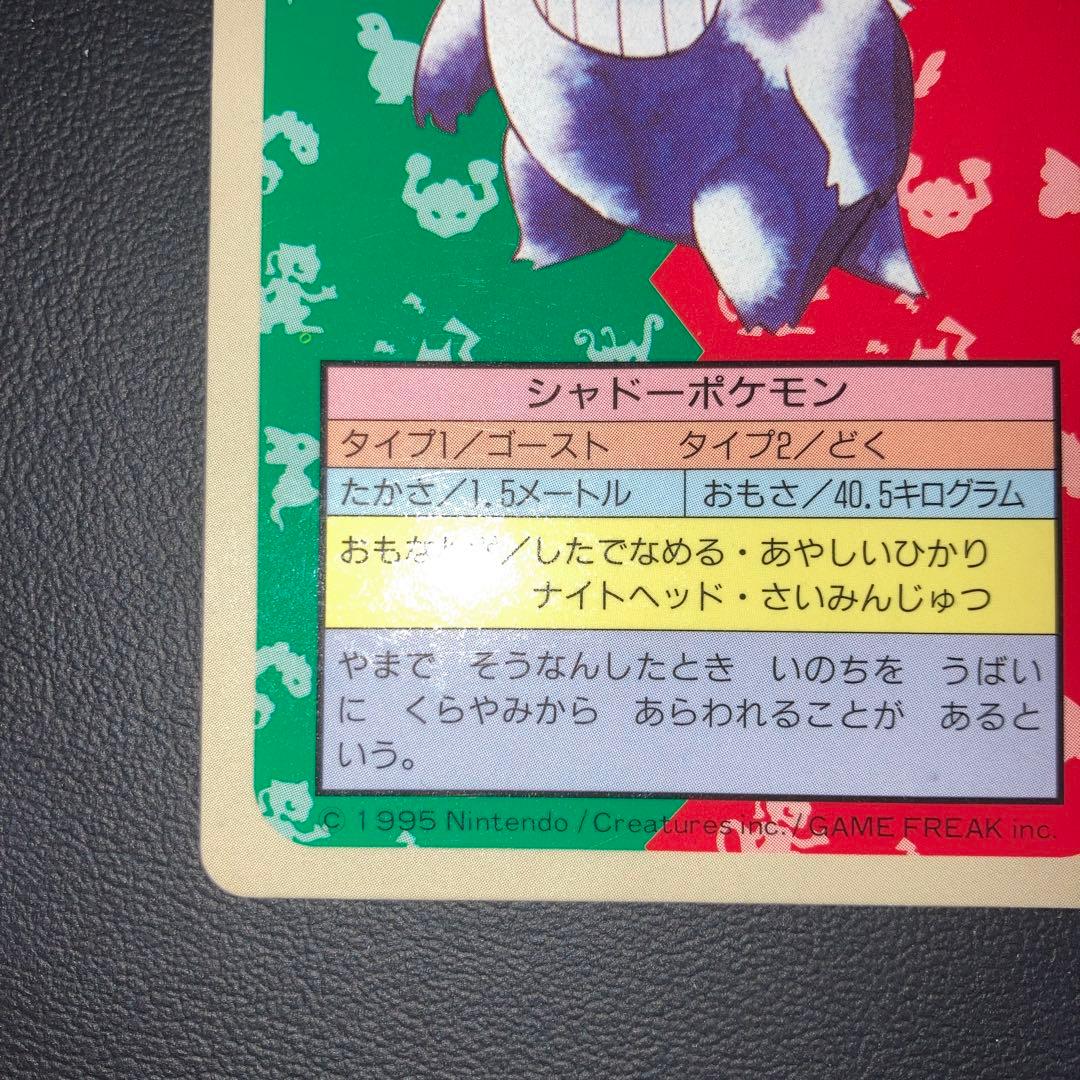 シャドーポケモン
タイプ1/ゴースト　タイプ2/どく
たかさ/1.5メートル　おもさ/40.5キログラム
/したでなめる・あやしいひかり
ナイトヘッド・さいみんじゅつ
やまで　そうなんしたとき　いのちを　うばい
に　くらやみから　あらわれることが　あると
いう。
© 1995 Nintendo / Creatures inc. / GAME FREAK inc.